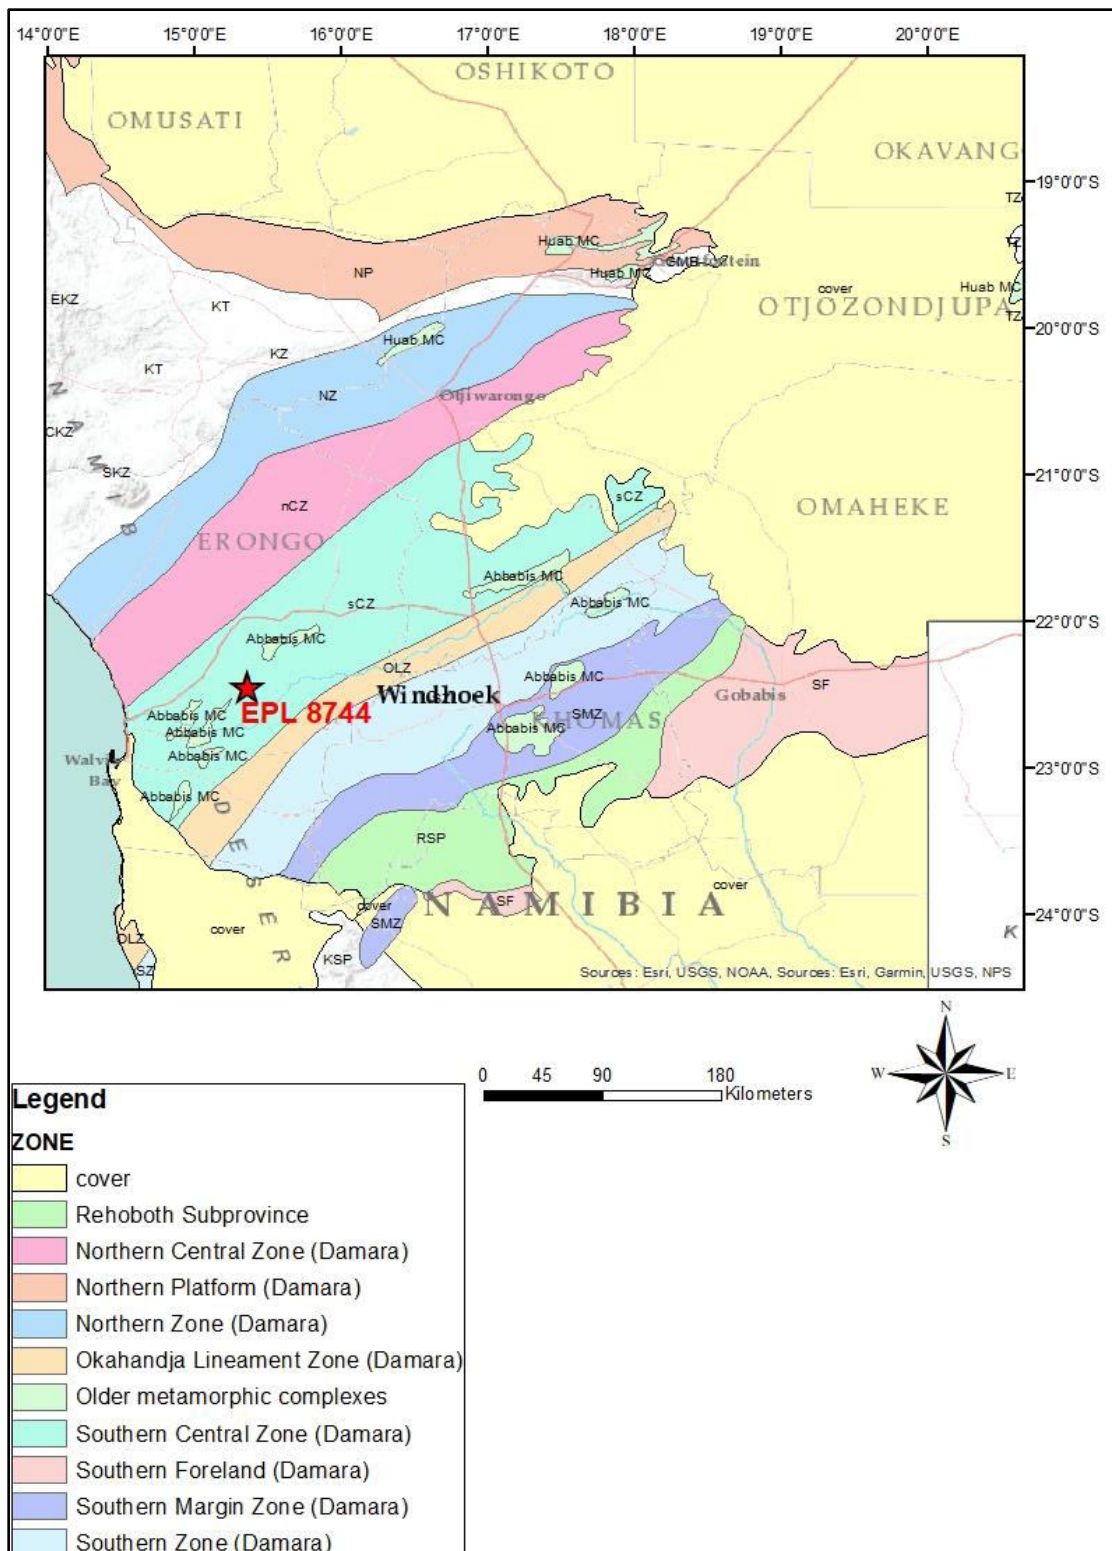 14°0'0"E 15°0'0"E 16°0'0"E 17°0'0"E 18°0'0"E 19°0'0"E 20°0'0"E
OSHIKOTO
OMUSATI
OKAVANG
19°0'0"S
TZ
Huab MC
NP
Huab MC
Huab MC
cover
EKZ
KT
OTJOZONDJUPA
TZ
20°0'0"S
Huab MC
KZ
KT
NZ
Otjiwarongo
CKZ
SKZ
21°0'0"S
sCZ
OMAHEKE
nCZ
ERONGO
NAMIB
Abbabis MC
sCZ
Abbabis MC
22°0'0"S
Abbabis MC
OLZ
Abbabis MC
SF
Windhoek
Gobabis
EPL 8744
Abbabis MC
KHOMAS
SMZ
Abbabis MC
Abbabis MC
Walvis
Bay
Abbabis MC
23°0'0"S
Abbabis MC
DESER
RSP
cover
NAMIBIA
SF
cover
SMZ
24°0'0"S
cover
OLZ
K
KSP
SZ
Sources: Esri, USGS, NOAA, Sources: Esri, Garmin, USGS, NPS
N
W E
S
0 45 90 180
Kilometers
Legend
ZONE
cover
Rehoboth Subprovince
Northern Central Zone (Damara)
Northern Platform (Damara)
Northern Zone (Damara)
Okahandja Lineament Zone (Damara)
Older metamorphic complexes
Southern Central Zone (Damara)
Southern Foreland (Damara)
Southern Margin Zone (Damara)
Southern Zone (Damara)